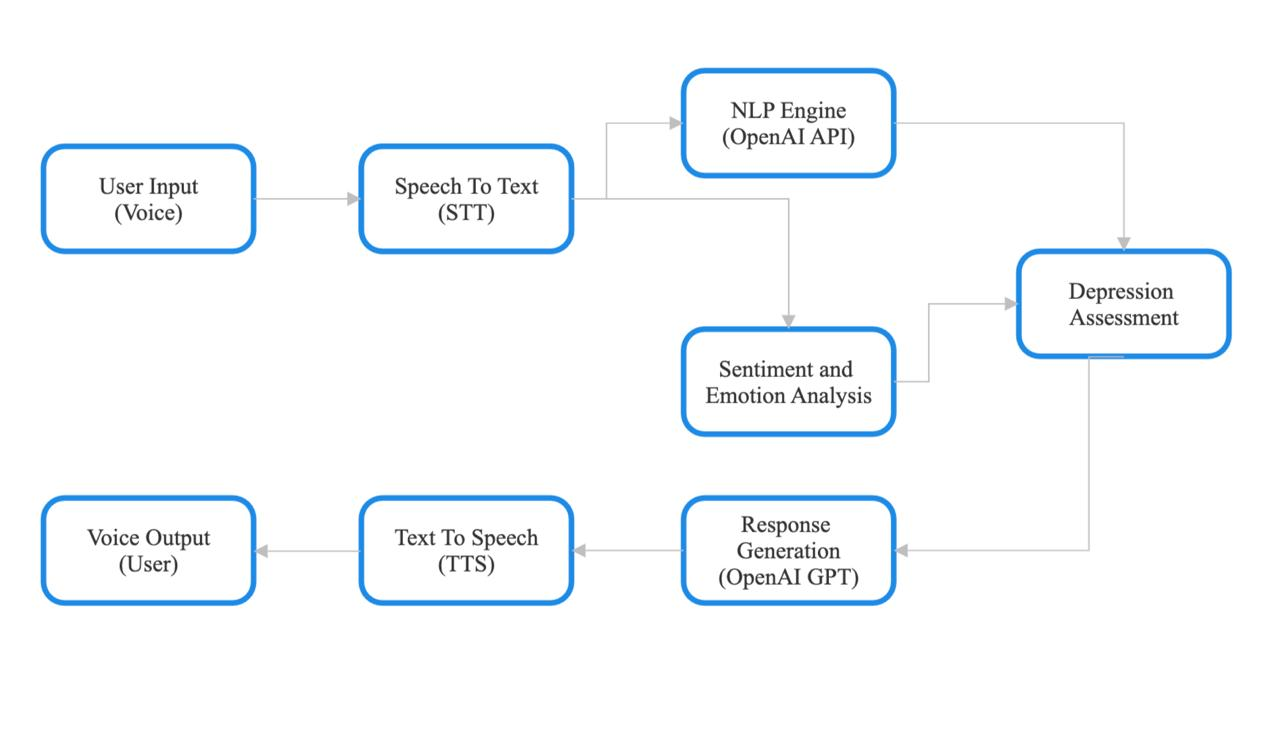 NLP Engine
(OpenAI API)
User Input
(Voice)
Speech To Text
(STT)
Depression
Assessment
Sentiment and
Emotion Analysis
Voice Output
(User)
Text To Speech
(TTS)
Response
Generation
(OpenAI GPT)